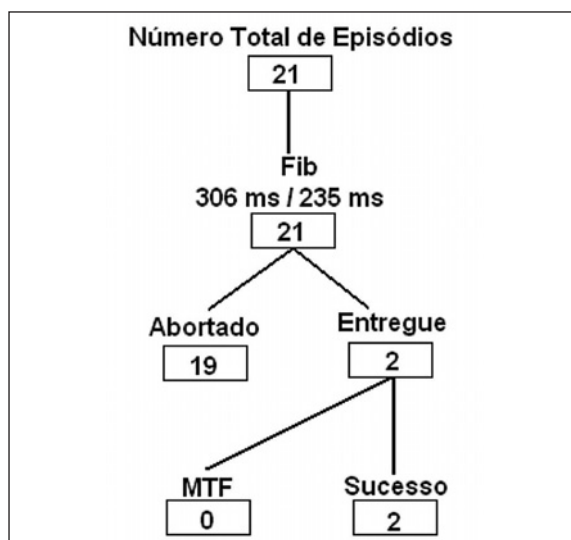 Número Total de Episódios
21
Fib
306 ms / 235 ms
21
Abortado
Entregue
19
2
MTF
Sucesso
0
2